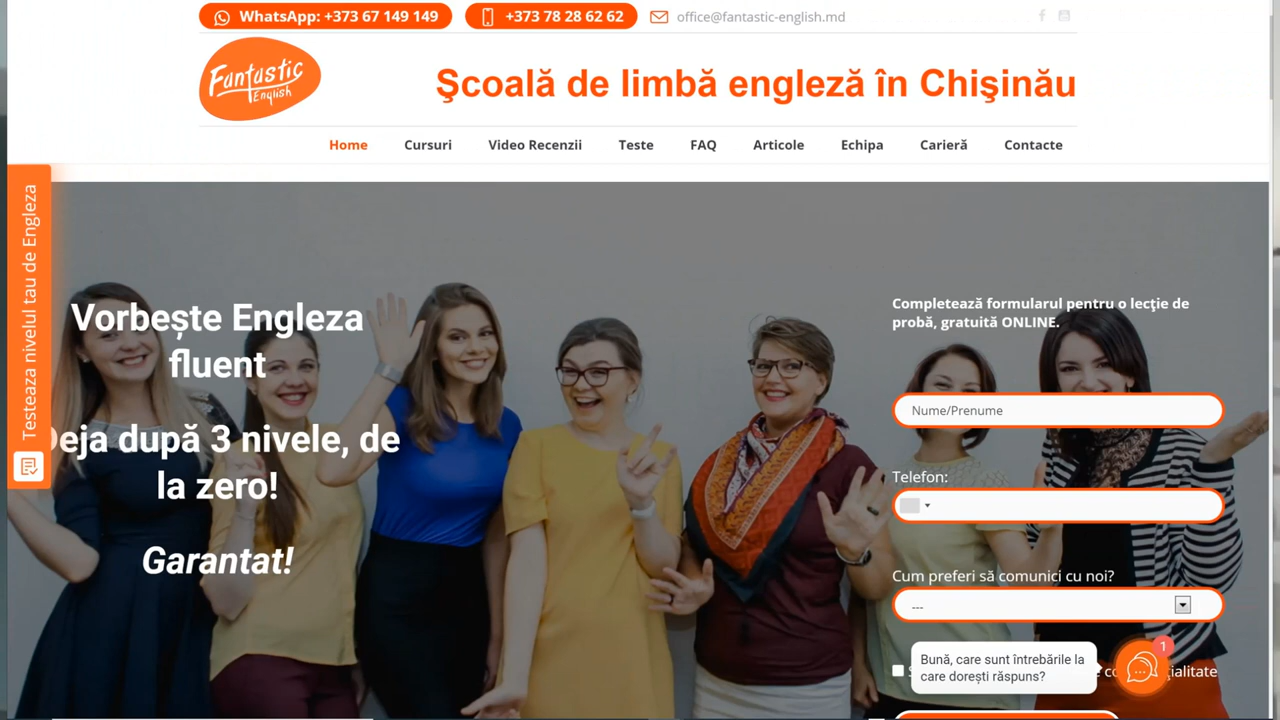 WhatsApp: +373 67 149 149
+373 78 28 62 62
office@fantastic-english.md
Fantastic
English
Şcoală de limbă engleză în Chişinău
Home
Cursuri
Video Recenzii
Teste
FAQ
Articole
Echipa
Carieră
Contacte
Testeaza nivelul tau de Engleza
Vorbește Engleza
fluent
Deja după 3 nivele, de
la zero!
Garantat!
Completează formularul pentru o lecţie de
probă, gratuită ONLINE.
Nume/Prenume
Telefon:
Cum preferi să comunici cu noi?
---
Bună, care sunt întrebările la
care dorești răspuns?
1